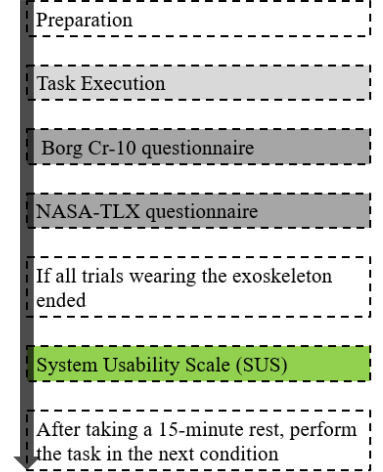 Preparation
Task Execution
Borg Cr-10 questionnaire
NASA-TLX questionnaire
If all trials wearing the exoskeleton
ended
System Usability Scale (SUS)
After taking a 15-minute rest, perform
the task in the next condition